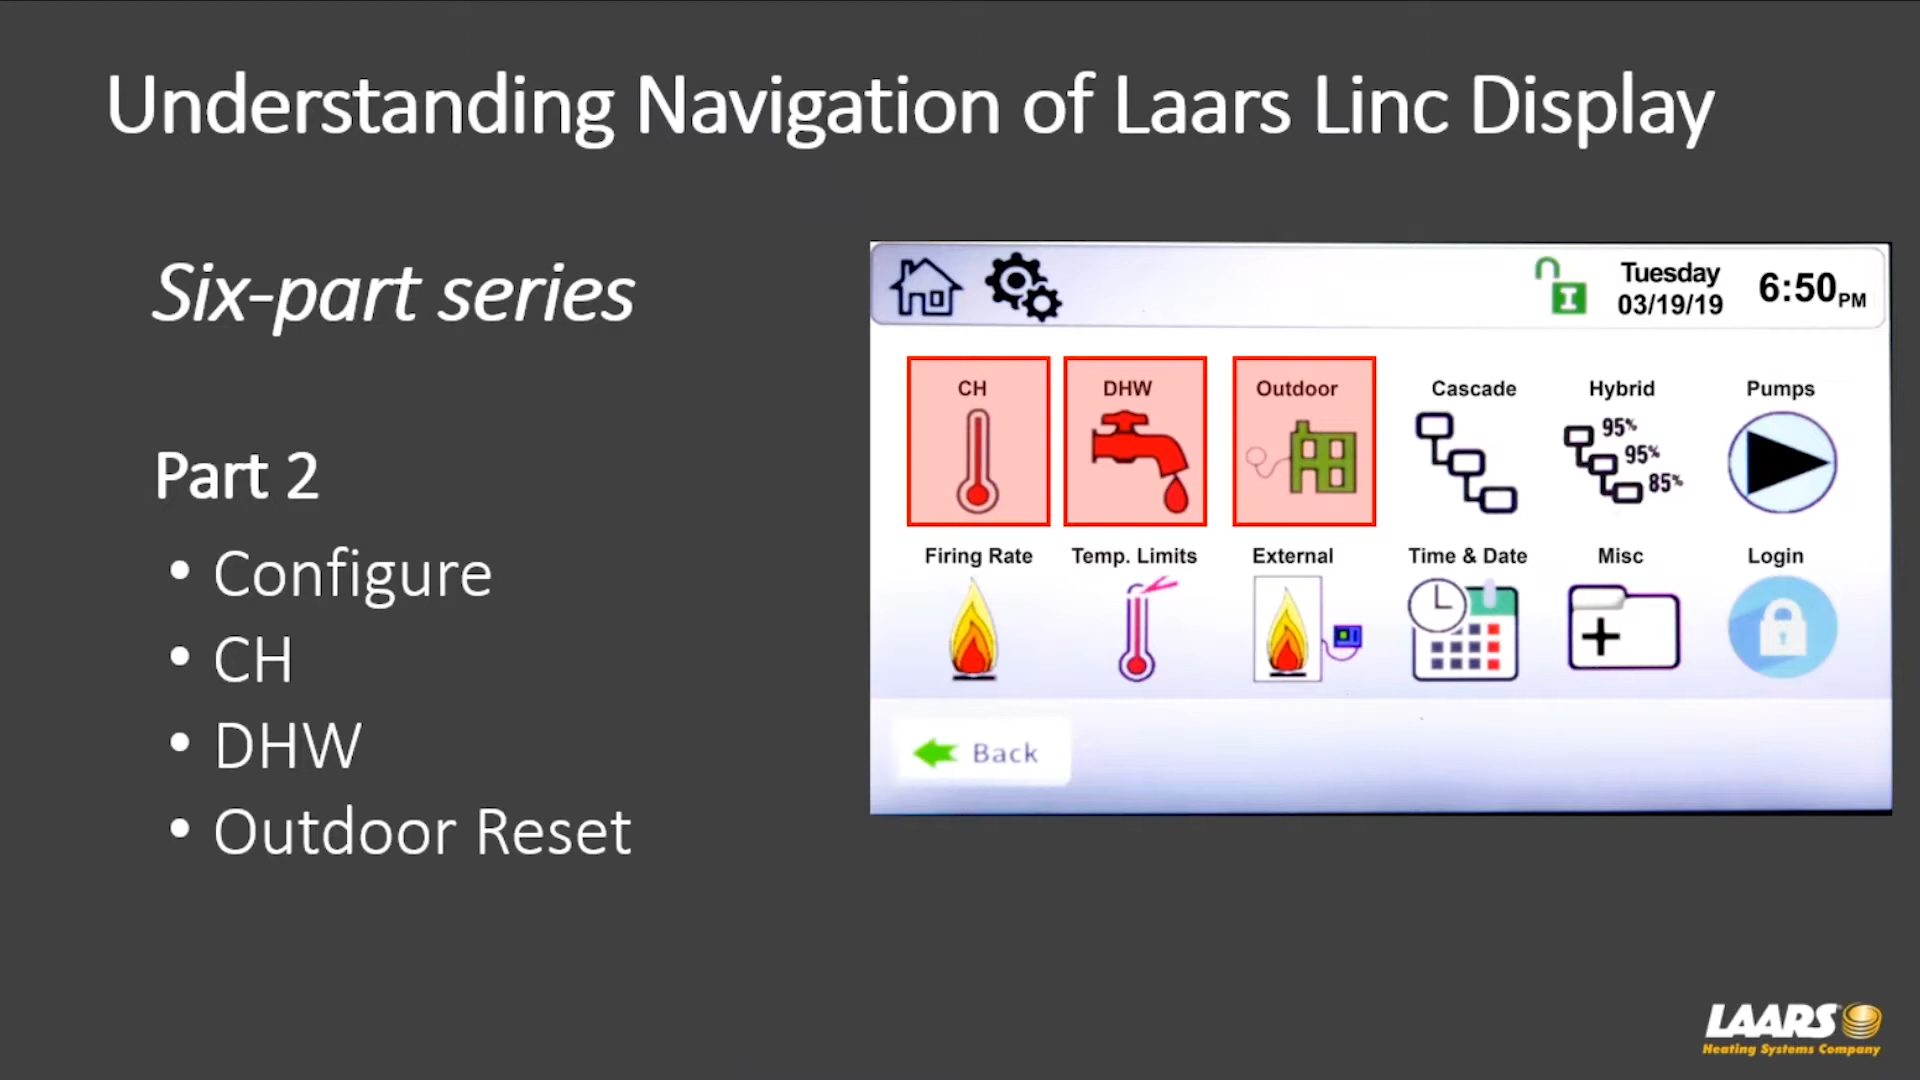 Understanding Navigation of Laars Linc Display
Six-part series
Part 2
• Configure
• CH
• DHW
• Outdoor Reset
I
Tuesday
03/19/19
6:50PM
CH
DHW
Outdoor
Cascade
Hybrid
95%
95%
85%
Pumps
Firing Rate
Temp. Limits
External
Time & Date
Misc
Login
Back
LAARS
Heating Systems Company